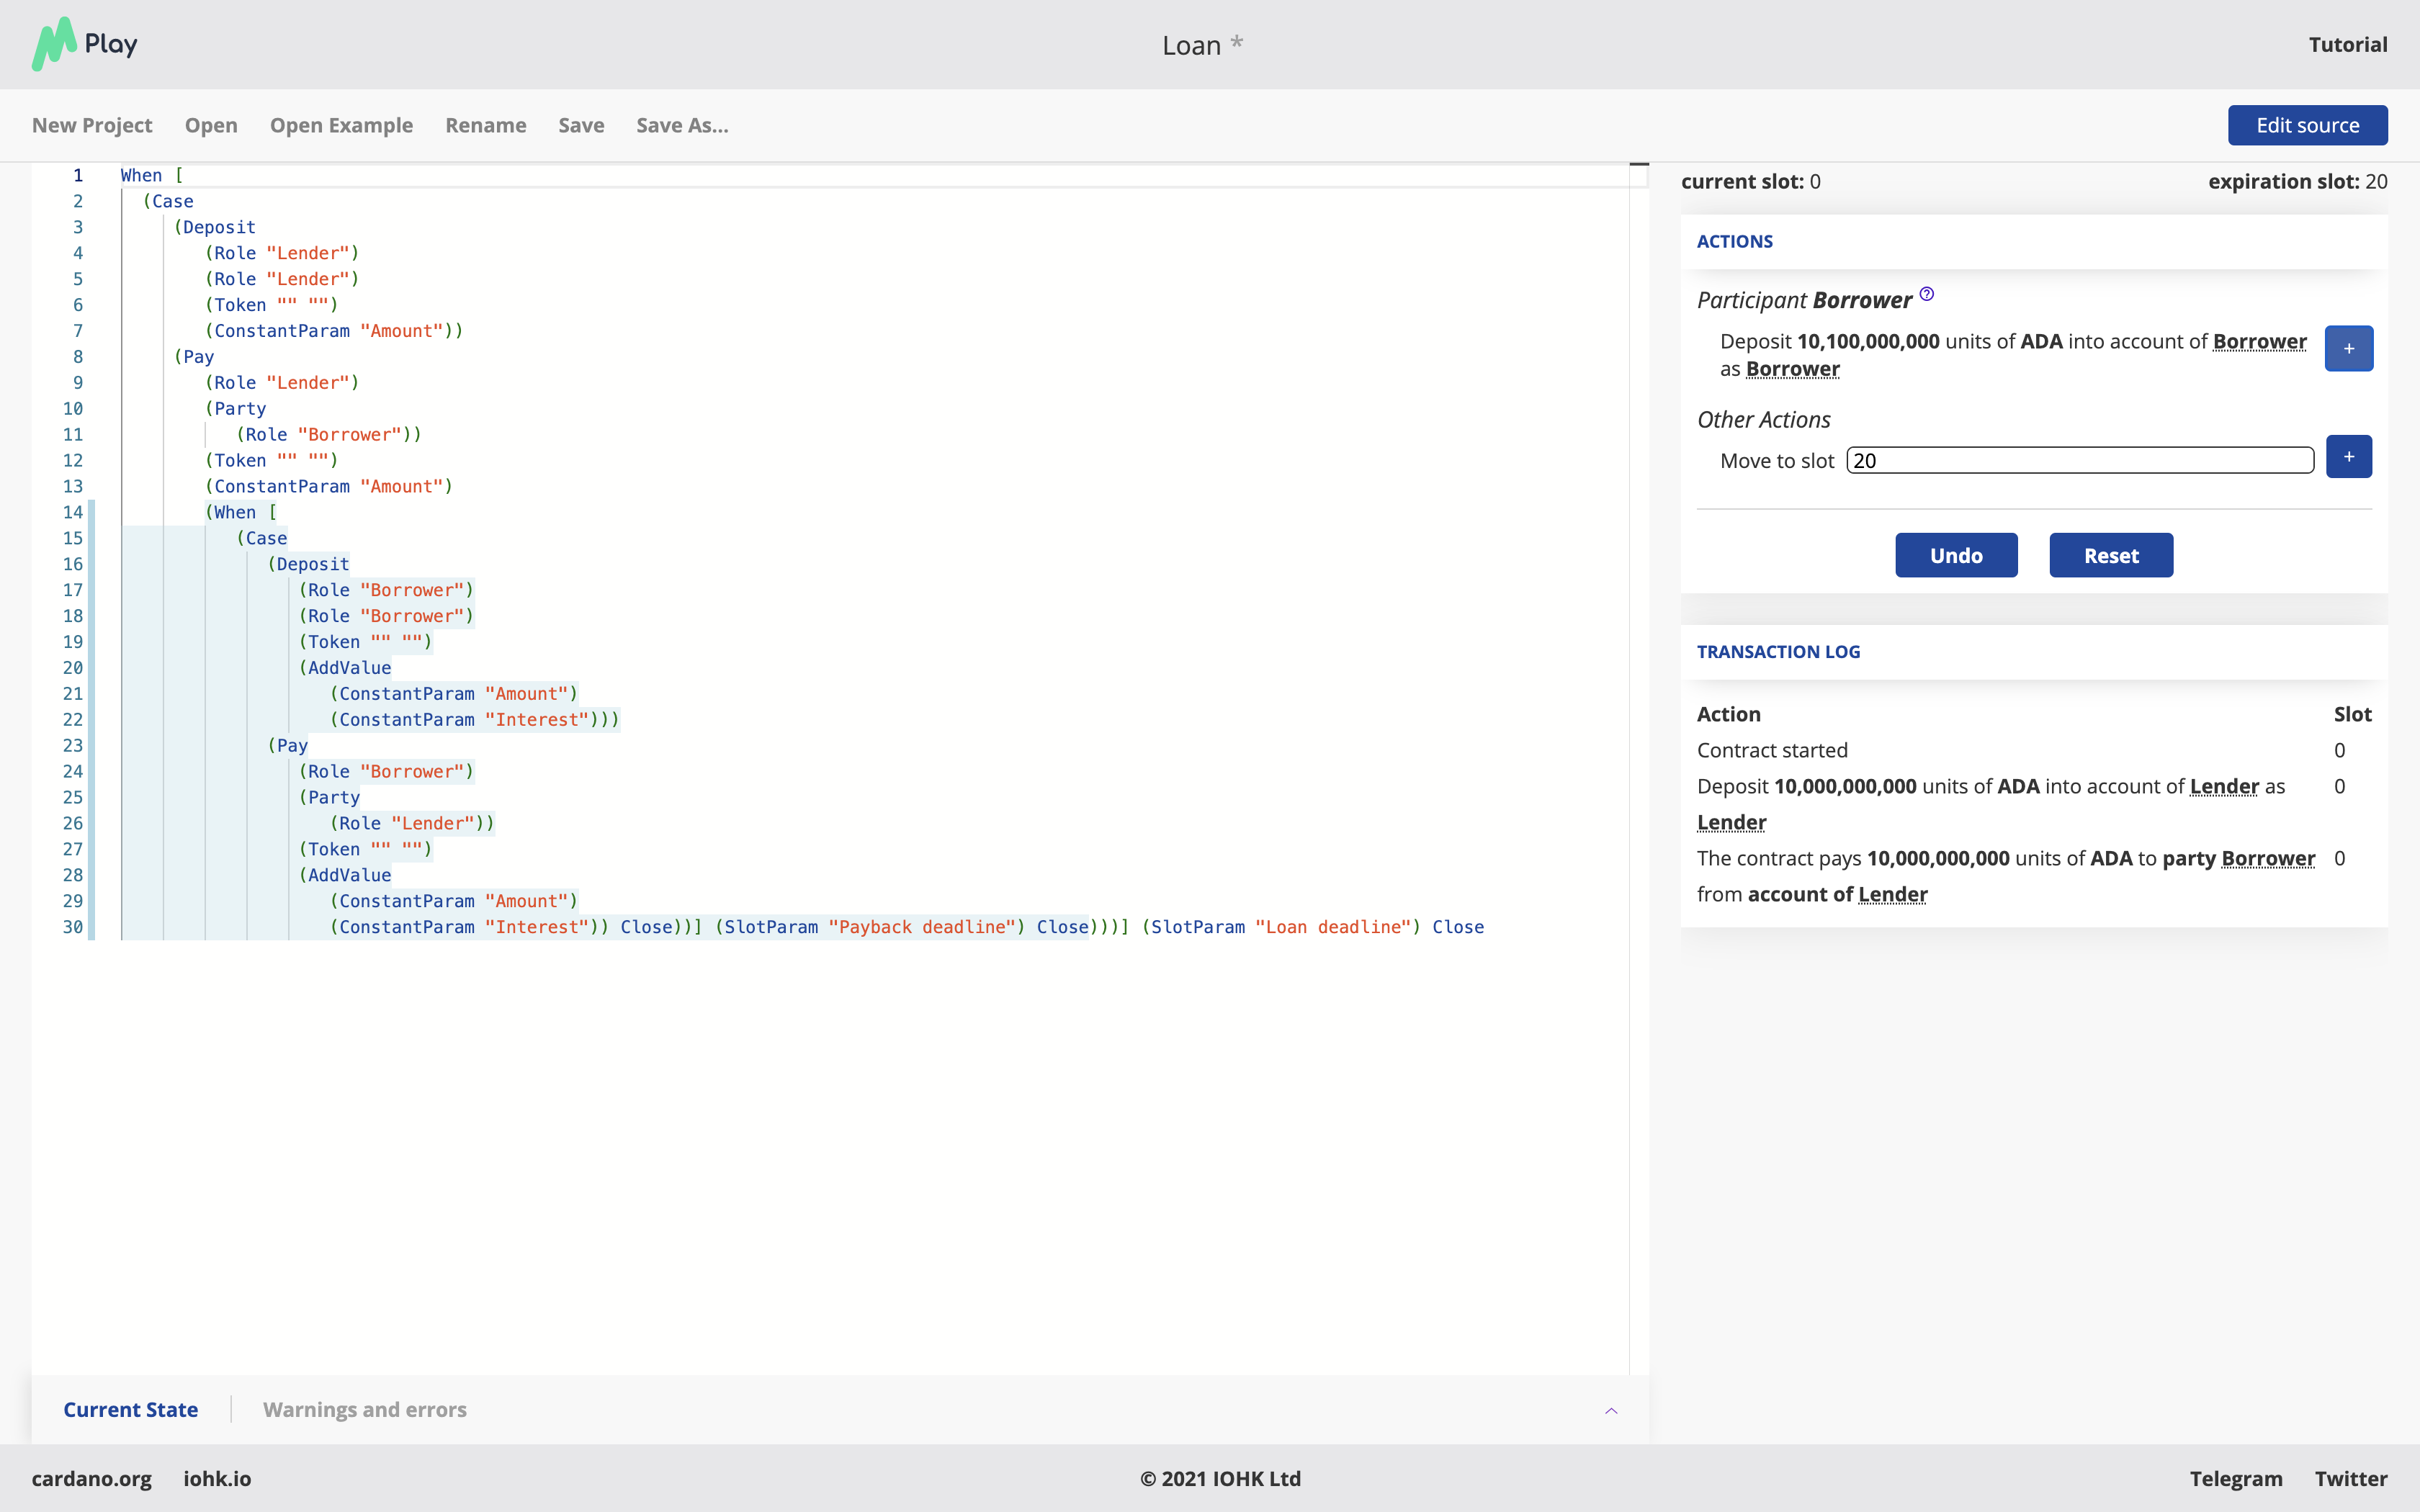 Play
Loan *
Tutorial
New Project Open Open Example Rename Save Save As...
Edit source
1 When [
2 (Case
3 (Deposit
4 (Role "Lender")
5 (Role "Lender")
6 (Token "" "")
7 (ConstantParam "Amount"))
8 (Pay
9 (Role "Lender")
10 (Party
11 (Role "Borrower"))
12 (Token "" "")
13 (ConstantParam "Amount")
14 (When [
15 (Case
16 (Deposit
17 (Role "Borrower")
18 (Role "Borrower")
19 (Token "" "")
20 (AddValue
21 (ConstantParam "Amount")
22 (ConstantParam "Interest")))
23 (Pay
24 (Role "Borrower")
25 (Party
26 (Role "Lender"))
27 (Token "" "")
28 (AddValue
29 (ConstantParam "Amount")
30 (ConstantParam "Interest")) Close))] (SlotParam "Payback deadline") Close)))] (SlotParam "Loan deadline") Close
current slot: 0 expiration slot: 20
ACTIONS
Participant Borrower ?
Deposit 10,100,000,000 units of ADA into account of Borrower
as Borrower
+
Other Actions
Move to slot 20 +
Undo Reset
TRANSACTION LOG
Action Slot
Contract started 0
Deposit 10,000,000,000 units of ADA into account of Lender as 0
Lender
The contract pays 10,000,000,000 units of ADA to party Borrower 0
from account of Lender
Current State Warnings and errors
cardano.org iohk.io © 2021 IOHK Ltd Telegram Twitter